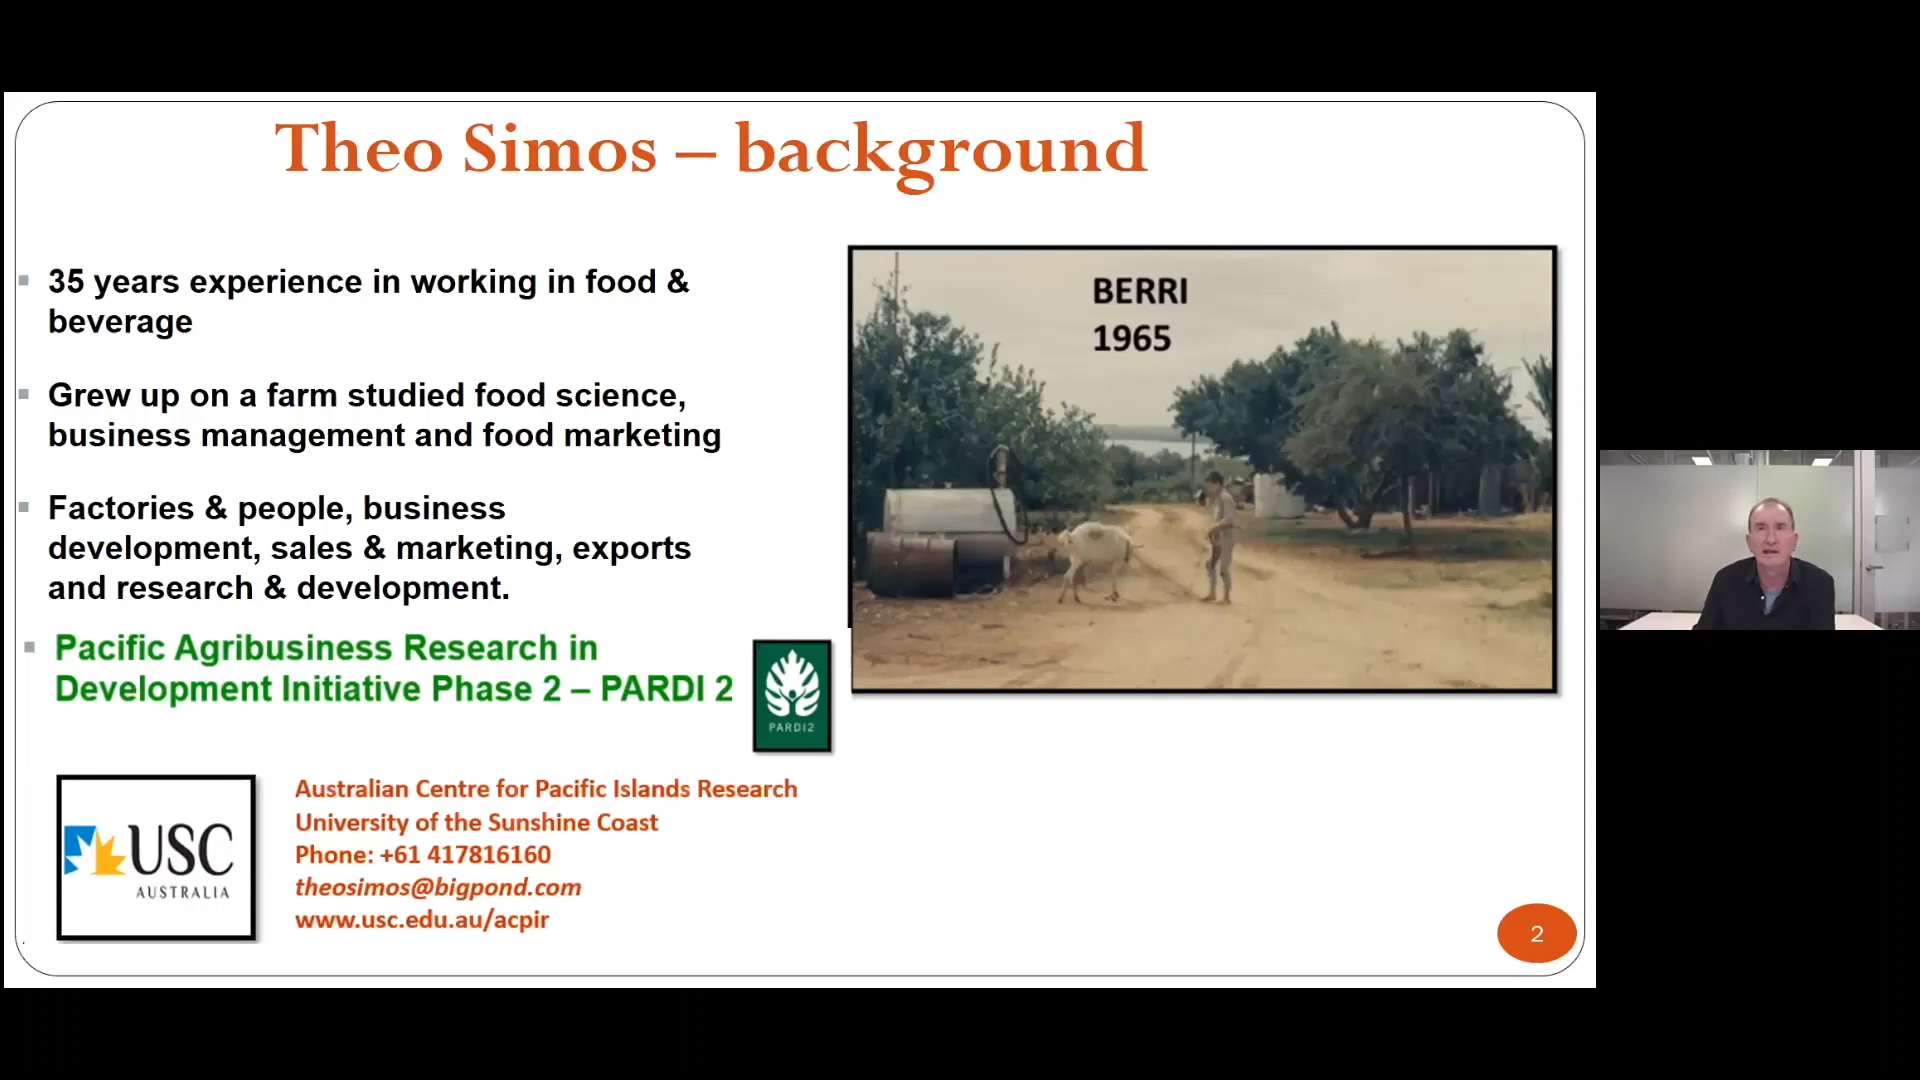 Theo Simos – background
35 years experience in working in food &
beverage
Grew up on a farm studied food science,
business management and food marketing
Factories & people, business
development, sales & marketing, exports
and research & development.
Pacific Agribusiness Research in
Development Initiative Phase 2 – PARDI 2
PARDI2
BERRI
1965
USC
AUSTRALIA
Australian Centre for Pacific Islands Research
University of the Sunshine Coast
Phone: +61 417816160
theosimos@bigpond.com
www.usc.edu.au/acpir
2